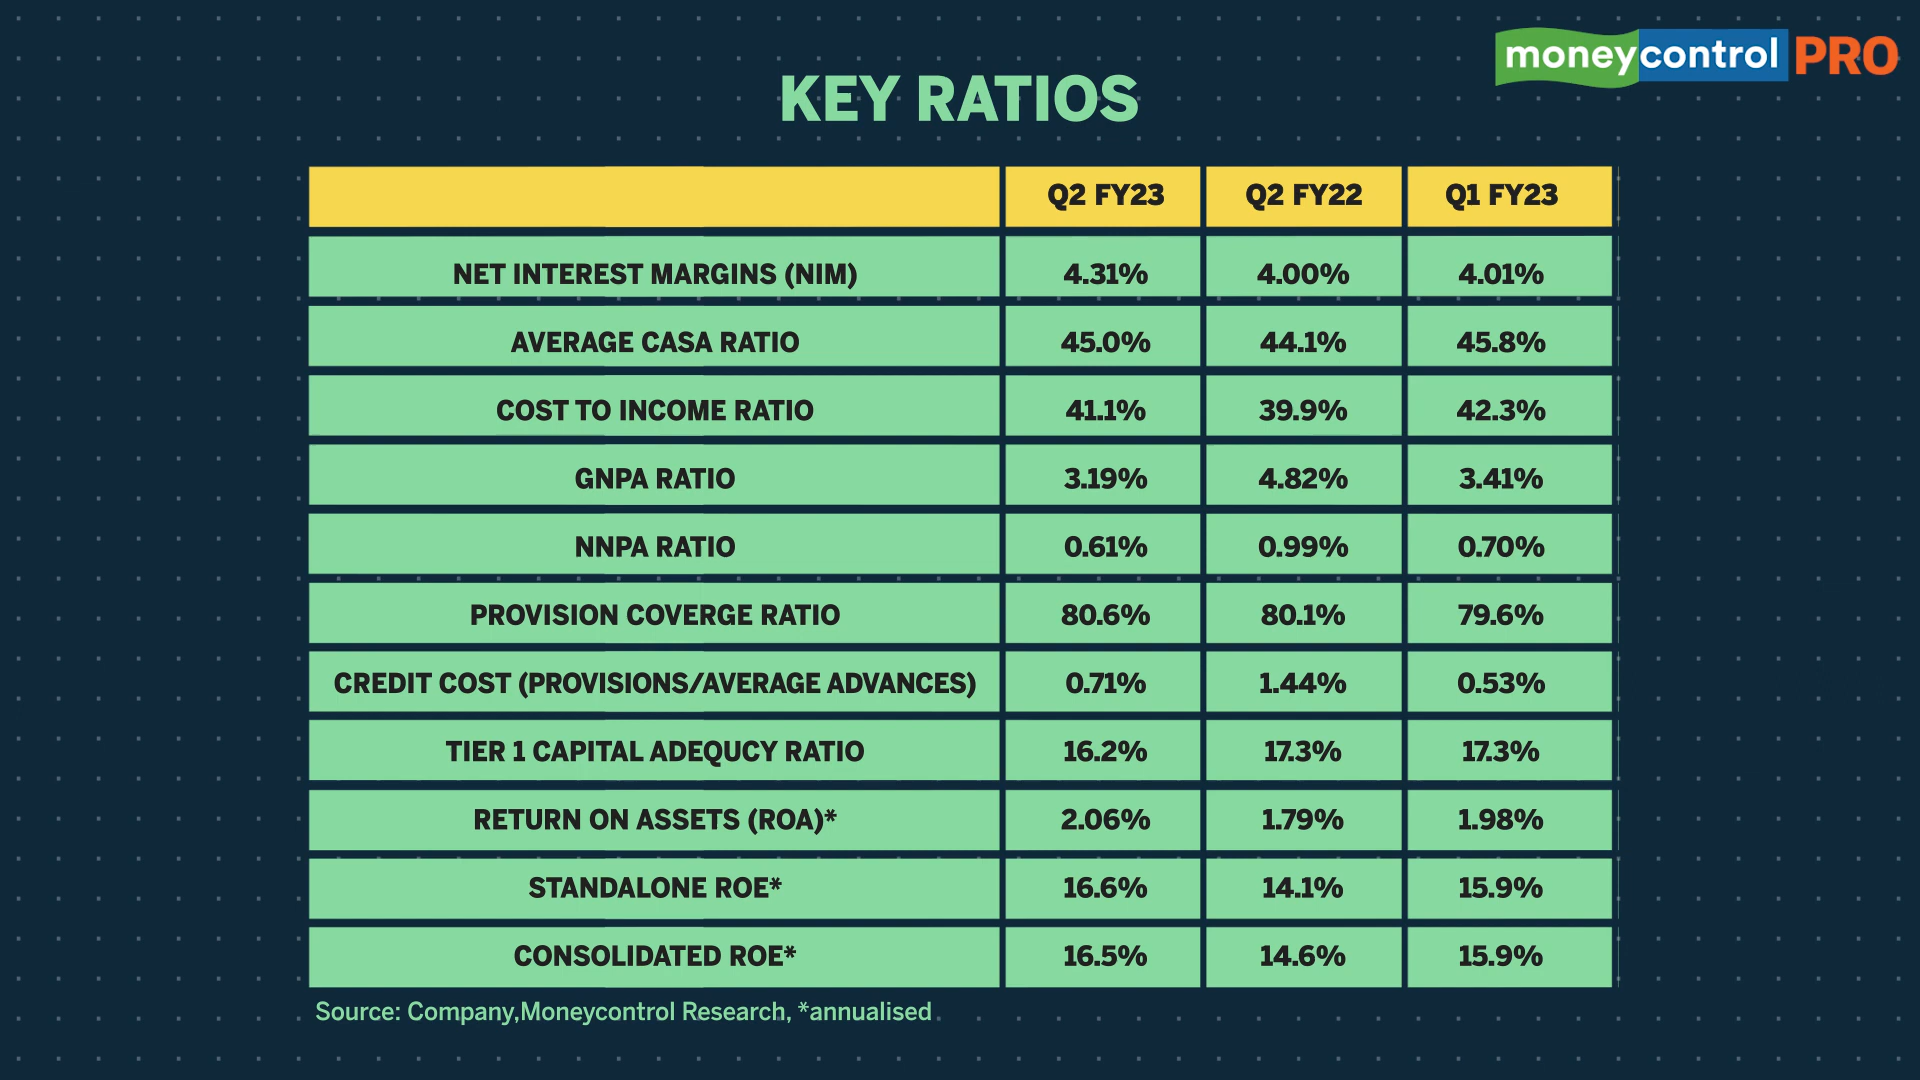 moneycontrol PRO
KEY RATIOS
Q2 FY23 Q2 FY22 Q1 FY23
NET INTEREST MARGINS (NIM) 4.31% 4.00% 4.01%
AVERAGE CASA RATIO 45.0% 44.1% 45.8%
COST TO INCOME RATIO 41.1% 39.9% 42.3%
GNPA RATIO 3.19% 4.82% 3.41%
NNPA RATIO 0.61% 0.99% 0.70%
PROVISION COVERGE RATIO 80.6% 80.1% 79.6%
CREDIT COST (PROVISIONS/AVERAGE ADVANCES) 0.71% 1.44% 0.53%
TIER 1 CAPITAL ADEQUCY RATIO 16.2% 17.3% 17.3%
RETURN ON ASSETS (ROA)* 2.06% 1.79% 1.98%
STANDALONE ROE* 16.6% 14.1% 15.9%
CONSOLIDATED ROE* 16.5% 14.6% 15.9%
Source: Company,Moneycontrol Research, *annualised